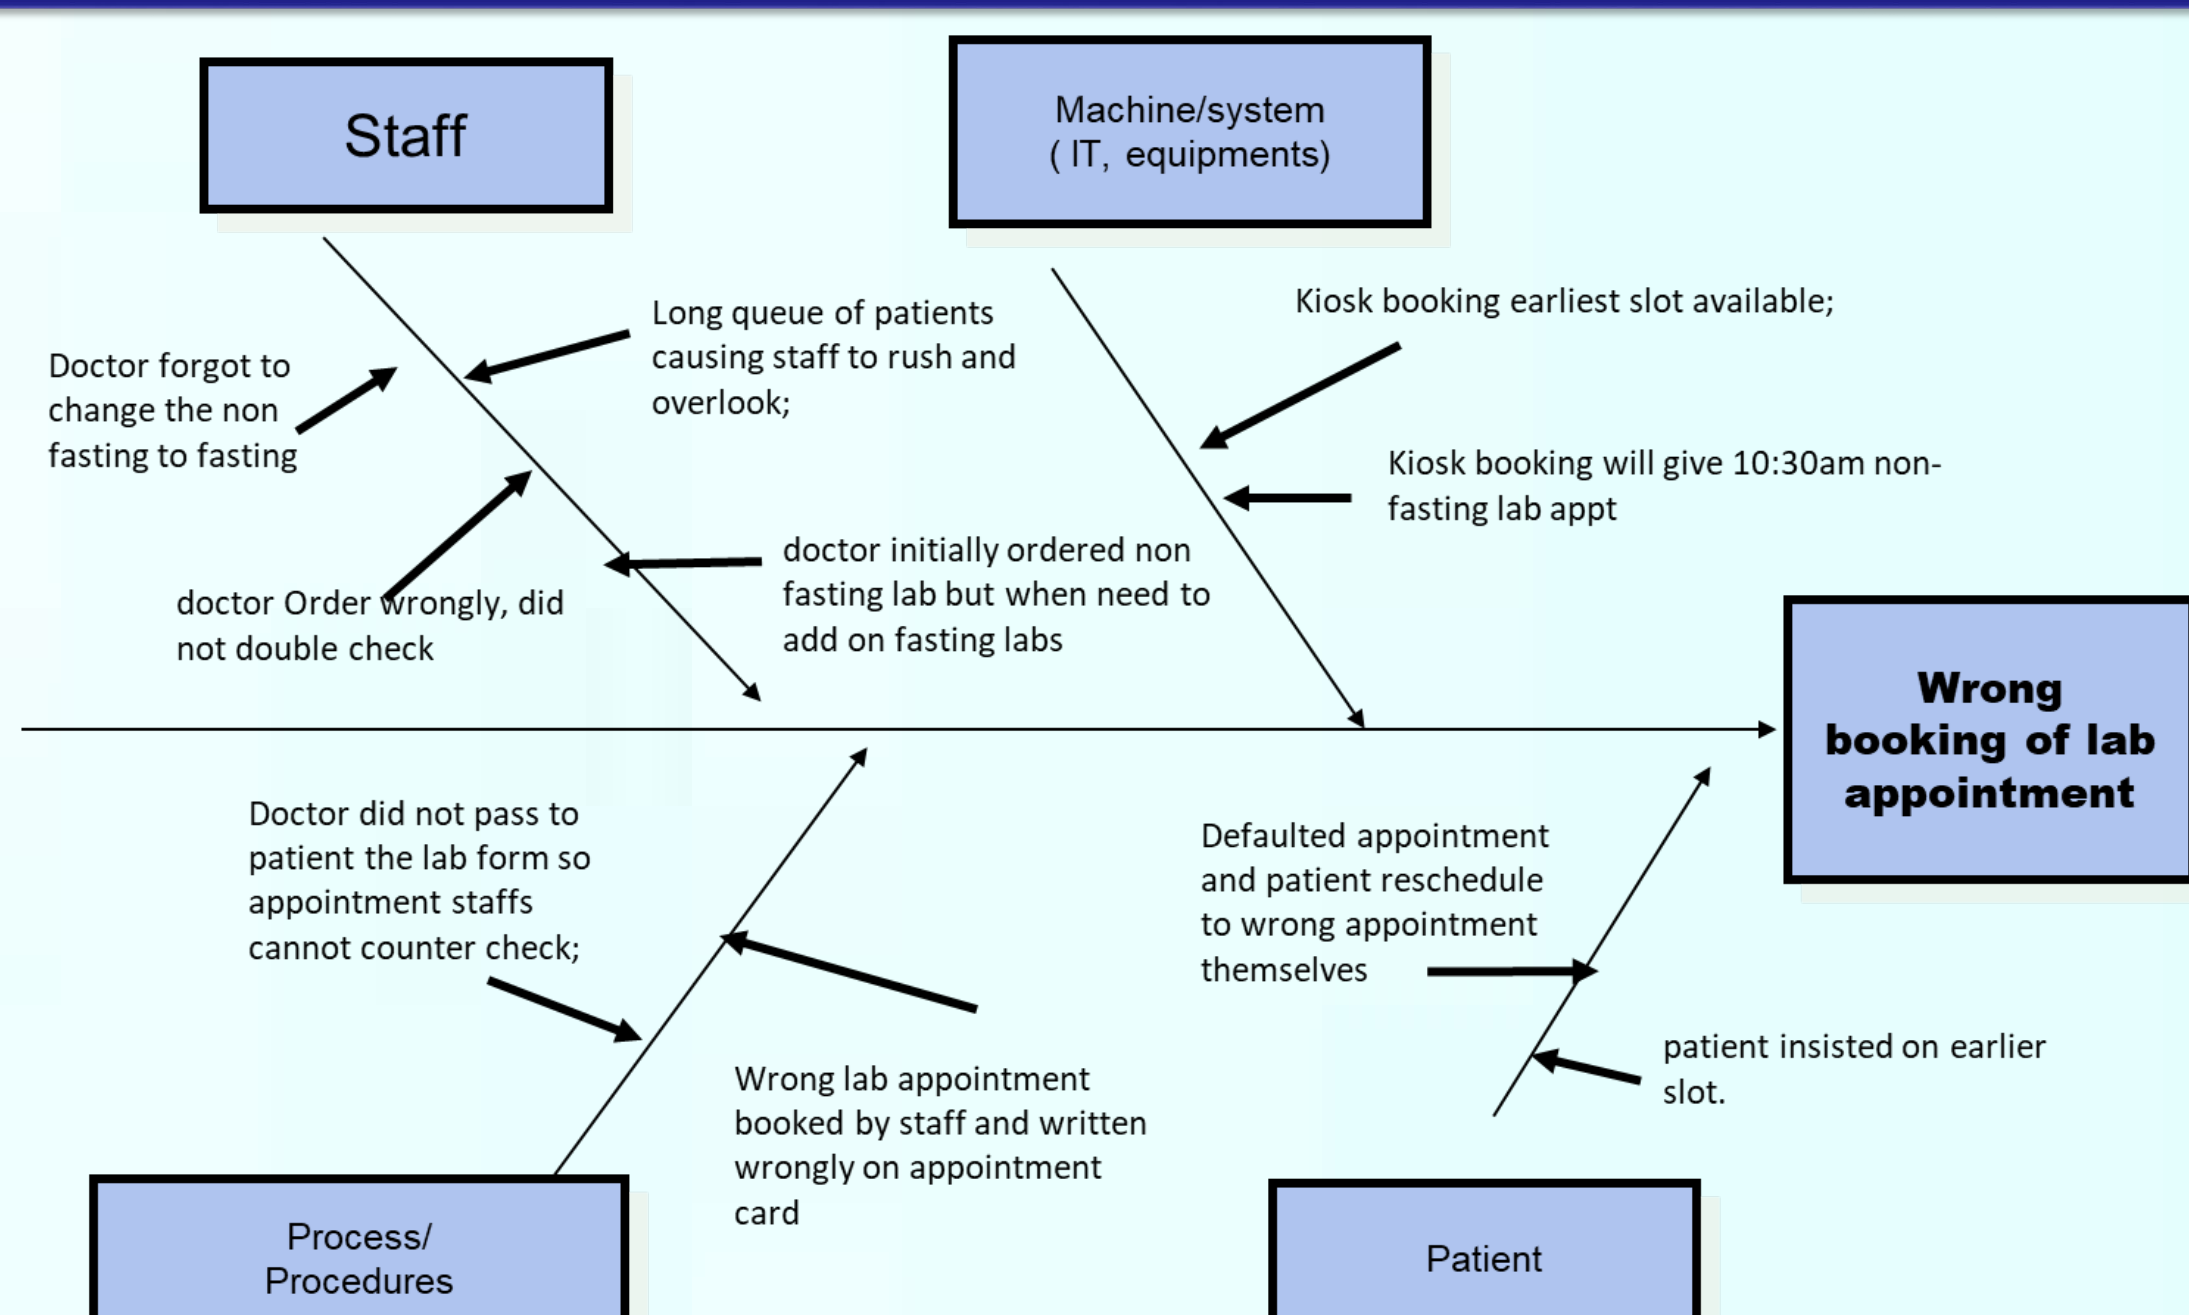 Staff
Machine/system
( IT, equipments)
Long queue of patients
causing staff to rush and
overlook;
Kiosk booking earliest slot available;
Doctor forgot to
change the non
fasting to fasting
Kiosk booking will give 10:30am non-
fasting lab appt
doctor initially ordered non
fasting lab but when need to
add on fasting labs
doctor Order wrongly, did
not double check
Wrong
booking of lab
appointment
Doctor did not pass to
patient the lab form so
appointment staffs
cannot counter check;
Defaulted appointment
and patient reschedule
to wrong appointment
themselves
patient insisted on earlier
slot.
Wrong lab appointment
booked by staff and written
wrongly on appointment
card
Process/
Procedures
Patient